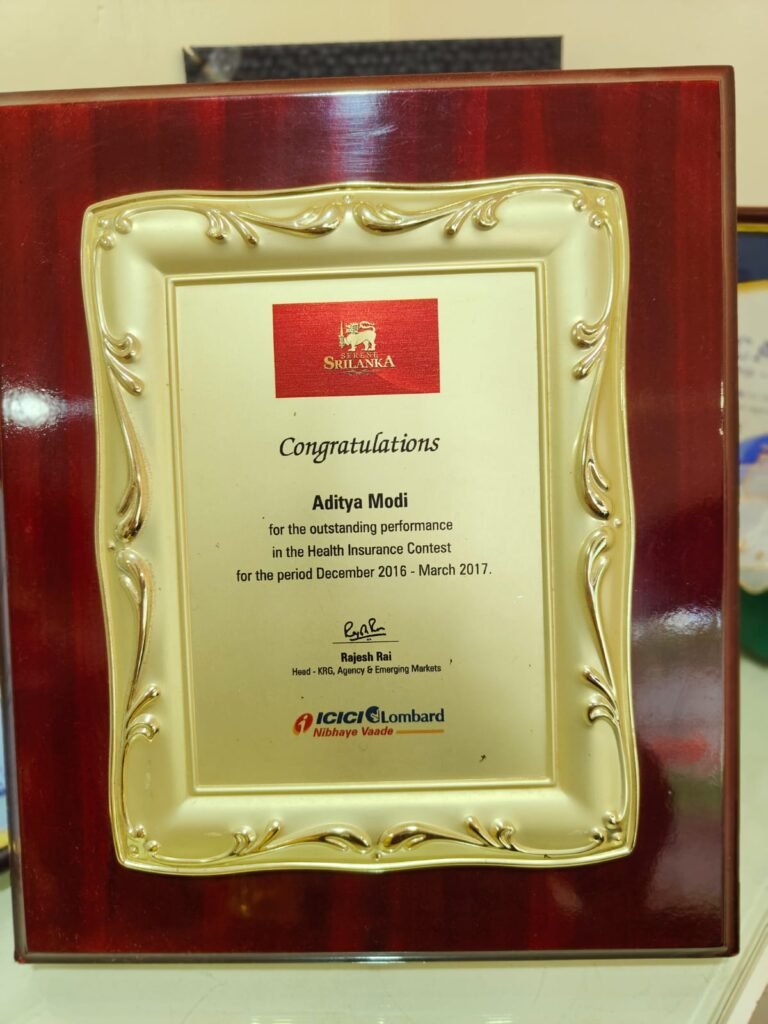 SERENE
SRILANKA
Congratulations
Aditya Modi
for the outstanding performance
in the Health Insurance Contest
for the period December 2016 - March 2017.
Rajesh Rai
Head - KRG, Agency & Emerging Markets
ICICI Lombard
Nibhaye Vaade